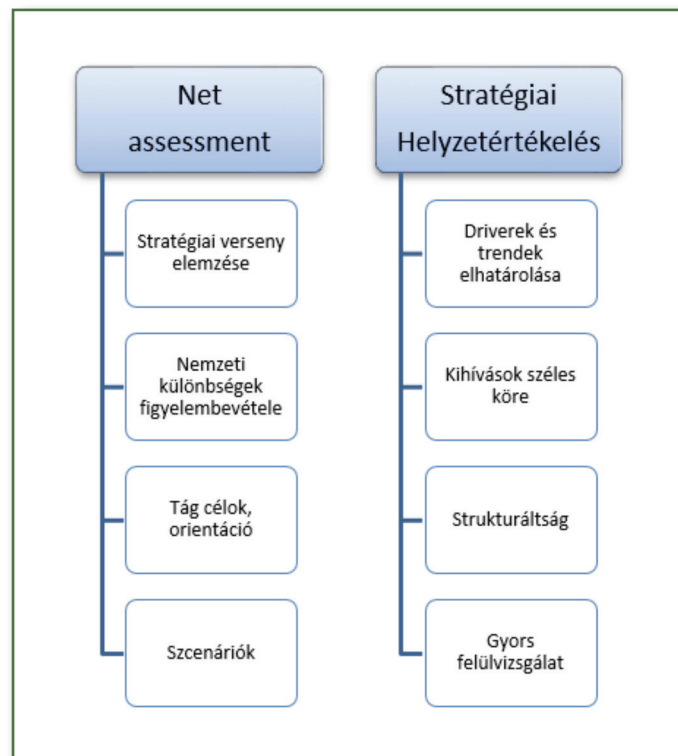 Net
assessment
Stratégiai verseny
elemzése
Nemzeti
különbségek
figyelembevétele
Tág célok,
orientáció
Szcenáriók
Stratégiai
Helyzetértékelés
Driverek és
trendek
elhatárolása
Kihívások széles
köre
Strukturáltság
Gyors
felülvizsgálat